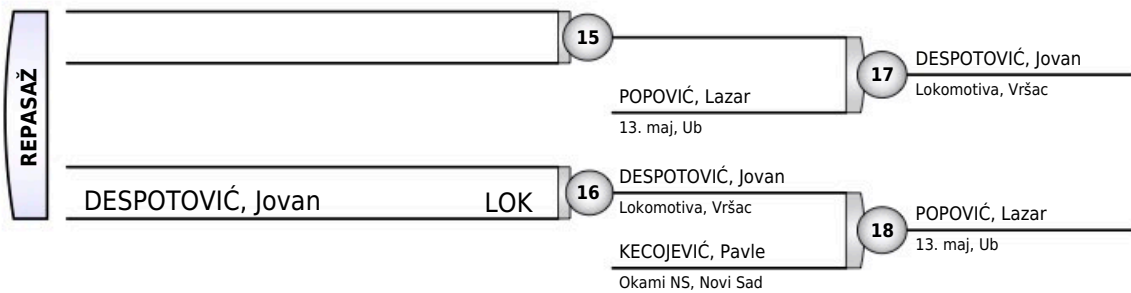 REPASAŽ
15
POPOVIĆ, Lazar
13. maj, Ub
17
DESPOTOVIĆ, Jovan
Lokomotiva, Vršac
DESPOTOVIĆ, Jovan LOK
16
DESPOTOVIĆ, Jovan
Lokomotiva, Vršac
KECOJEVIĆ, Pavle
Okami NS, Novi Sad
18
POPOVIĆ, Lazar
13. maj, Ub